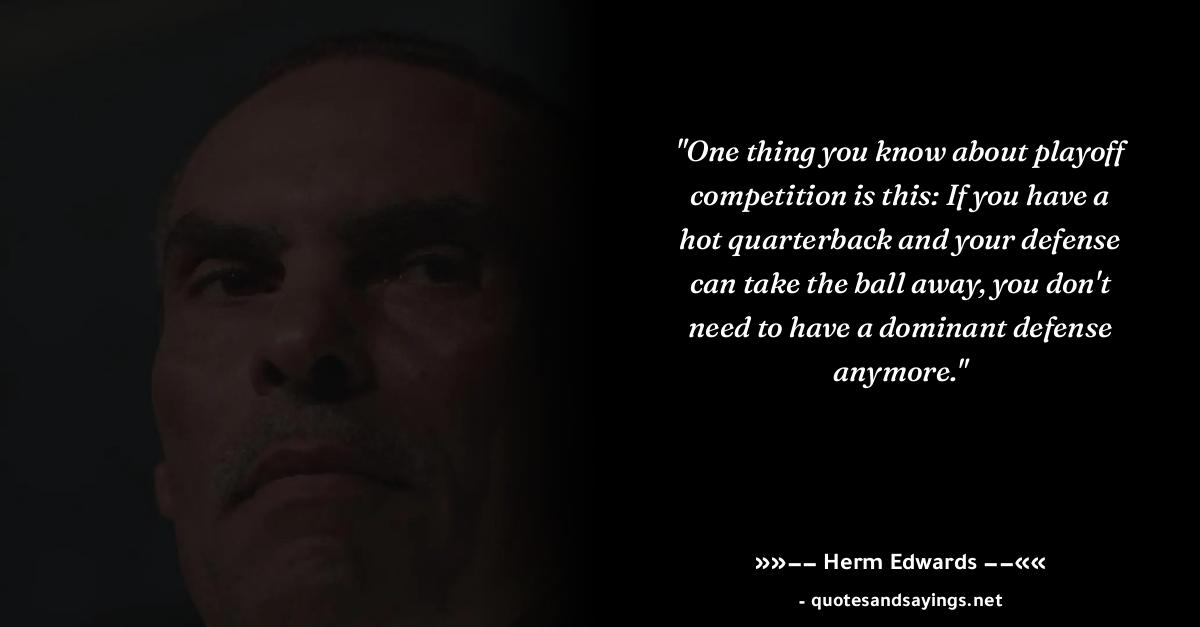 "One thing you know about playoff
competition is this: If you have a
hot quarterback and your defense
can take the ball away, you don't
need to have a dominant defense
anymore."
»»−− Herm Edwards −−««
- quotesandsayings.net